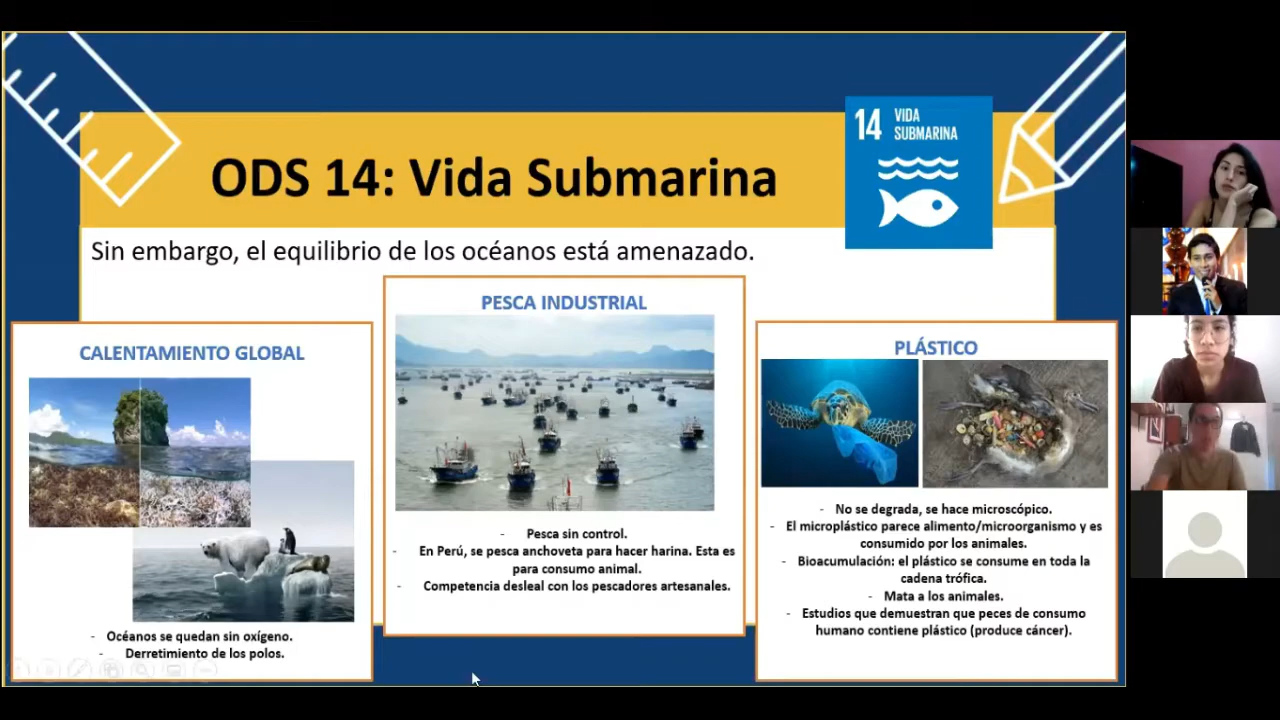 ODS 14: Vida Submarina
14 VIDA
SUBMARINA
Sin embargo, el equilibrio de los océanos está amenazado.
CALENTAMIENTO GLOBAL
- Océanos se quedan sin oxígeno.
- Derretimiento de los polos.
PESCA INDUSTRIAL
- Pesca sin control.
- En Perú, se pesca anchoveta para hacer harina. Esta es
para consumo animal.
- Competencia desleal con los pescadores artesanales.
PLÁSTICO
- No se degrada, se hace microscópico.
- El microplástico parece alimento/microorganismo y es
consumido por los animales.
- Bioacumulación: el plástico se consume en toda la
cadena trófica.
- Mata a los animales.
- Estudios que demuestran que peces de consumo
humano contiene plástico (produce cáncer).